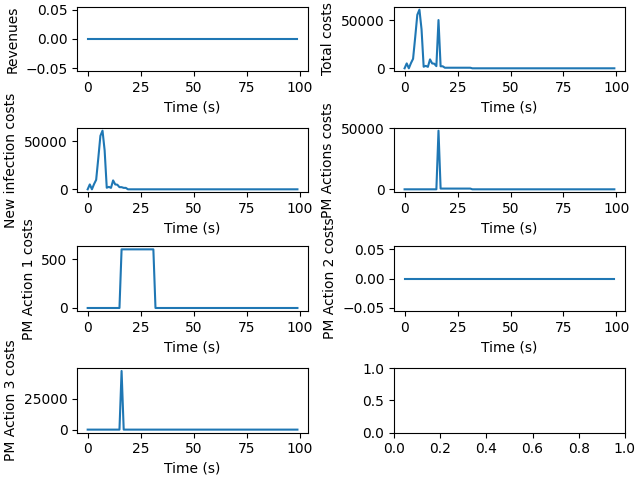 Revenues
0.05
0.00
−0.05
0 25 50 75 100
Time (s)
Total costs
50000
0
0 25 50 75 100
Time (s)
New infection costs
50000
0
0 25 50 75 100
Time (s)
PM Actions costs
50000
0
0 25 50 75 100
Time (s)
PM Action 1 costs
500
0
0 25 50 75 100
Time (s)
PM Action 2 costs
0.05
0.00
−0.05
0 25 50 75 100
Time (s)
PM Action 3 costs
25000
0
0 25 50 75 100
Time (s)
1.0
0.5
0.0
0.0 0.2 0.4 0.6 0.8 1.0